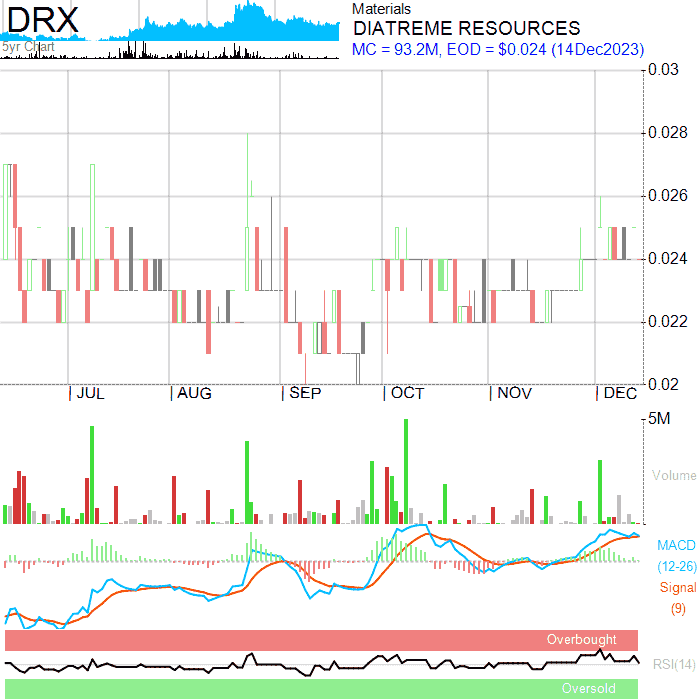 DRX
5yr Chart
Materials
DIATREME RESOURCES
MC = 93.2M, EOD = $0.024 (14Dec2023)
0.03
0.028
0.026
0.024
0.022
0.02
JUL AUG SEP OCT NOV DEC
5M
Volume
MACD
(12-26)
Signal
(9)
Overbought
RSI(14)
Oversold